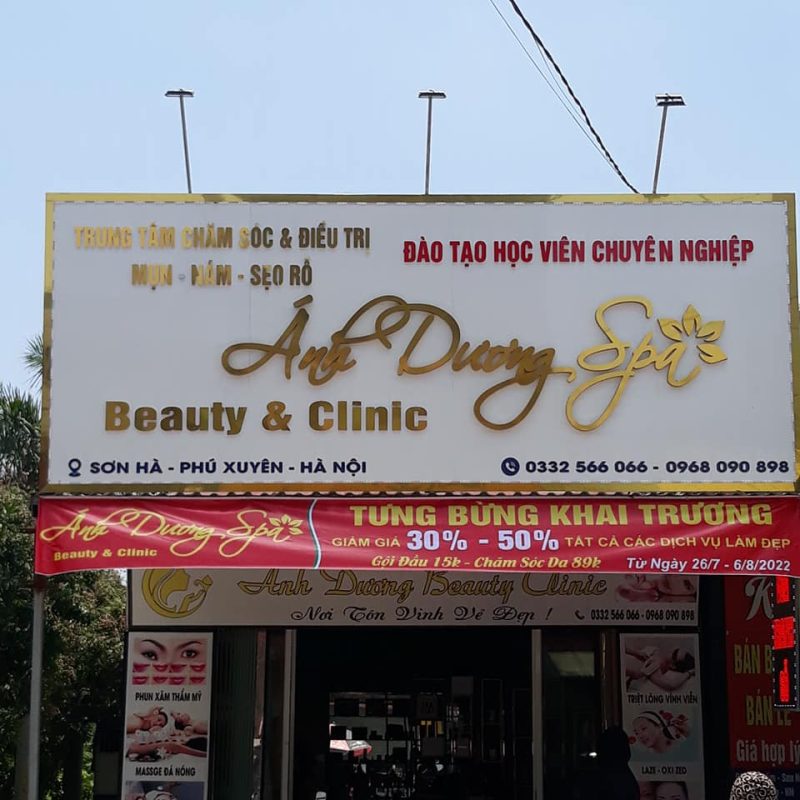 TRUNG TÂM CHĂM SÓC & ĐIỀU TRỊ
MỤN - NÁM - SẸO RỖ
ĐÀO TẠO HỌC VIÊN CHUYÊN NGHIỆP
Ánh Dương Spa
Beauty & Clinic
SƠN HÀ - PHÚ XUYÊN - HÀ NỘI
0332 566 066 - 0968 090 898
Ánh Dương Spa
Beauty & Clinic
TƯNG BỪNG KHAI TRƯƠNG
GIẢM GIÁ 30% - 50% TẤT CẢ CÁC DỊCH VỤ LÀM ĐẸP
Gội Đầu 15k - Chăm Sóc Da 89k
Từ Ngày 26/7 - 6/8/2022
Ánh Dương Beauty Clinic
Nơi Tôn Vinh Vẻ Đẹp !
0332 566 066 - 0968 090 898
PHUN XĂM THẨM MỸ
MASSGE ĐÁ NÓNG
TRIỆT LÔNG VĨNH VIỄN
LAZE - OXI ZED
BÁN
BÁN LẺ
Giá hợp lý